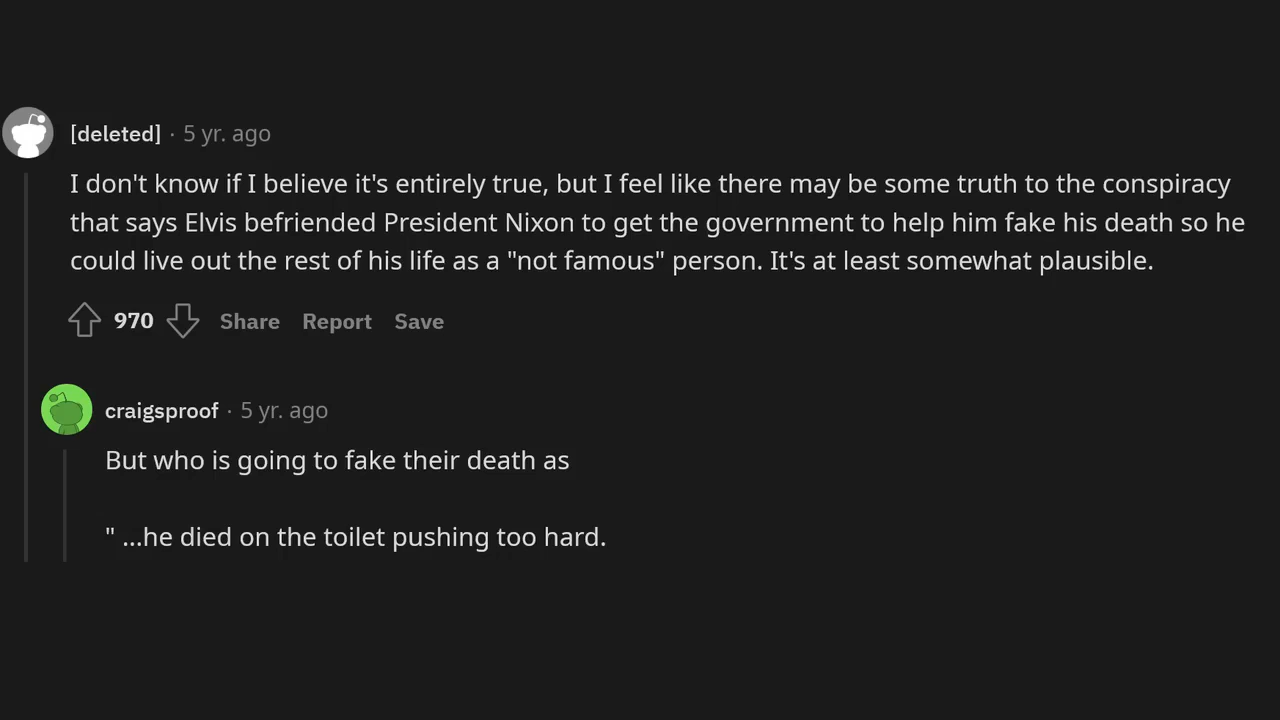 [deleted] · 5 yr. ago
I don't know if I believe it's entirely true, but I feel like there may be some truth to the conspiracy
that says Elvis befriended President Nixon to get the government to help him fake his death so he
could live out the rest of his life as a "not famous" person. It's at least somewhat plausible.
970 Share Report Save
craigsproof · 5 yr. ago
But who is going to fake their death as
" ...he died on the toilet pushing too hard.